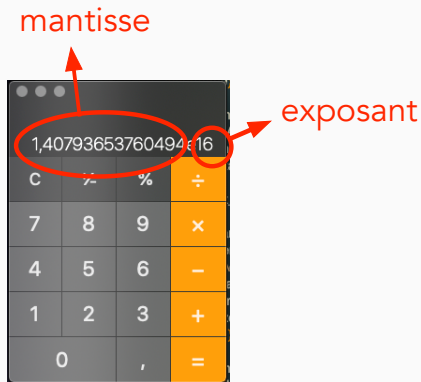 mantisse
exposant
1,40793653760494e16
C ⁺⁄₋ % ÷
7 8 9 ×
4 5 6 −
1 2 3 +
0 , =